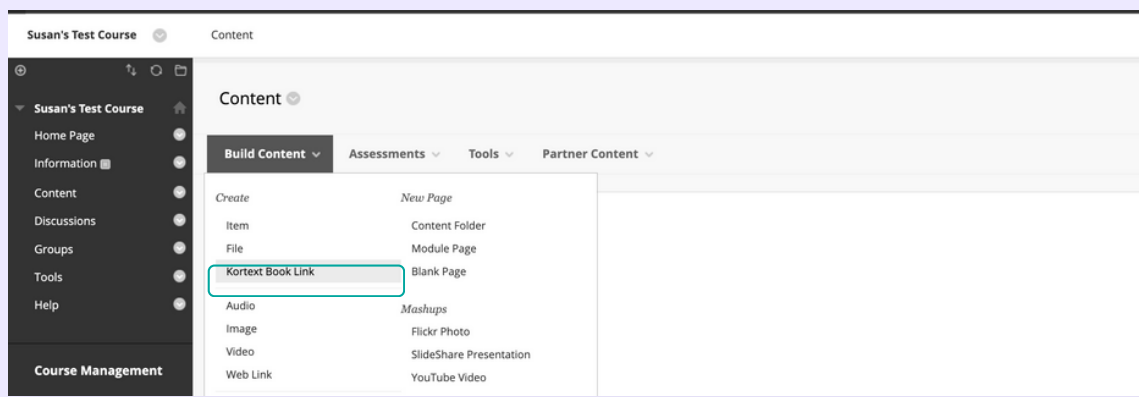 Susan's Test Course
Content
Susan's Test Course
Home Page
Information
Content
Discussions
Groups
Tools
Help
Course Management
Content
Build Content
Assessments
Tools
Partner Content
Create
Item
File
Kortext Book Link
Audio
Image
Video
Web Link
New Page
Content Folder
Module Page
Blank Page
Mashups
Flickr Photo
SlideShare Presentation
YouTube Video